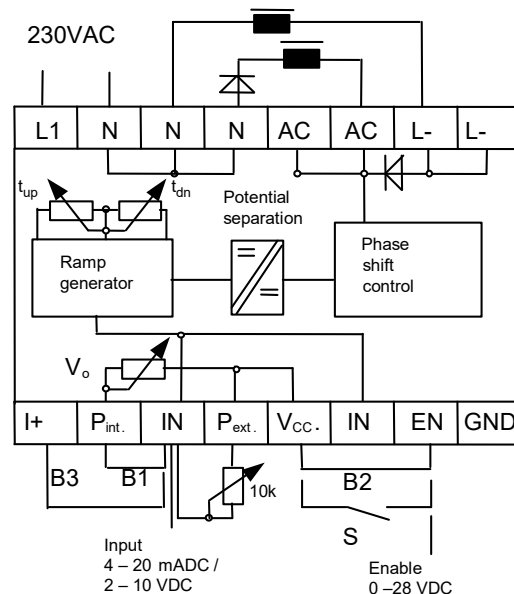 230VAC
L1 N N N AC AC L- L-
tup tdn
Potential
separation
Ramp
generator
Phase
shift
control
Vo
I+ Pint. IN Pext. VCC. IN EN GND
B3 B1 10k B2
S
Input
4 – 20 mADC /
2 – 10 VDC
Enable
0 –28 VDC